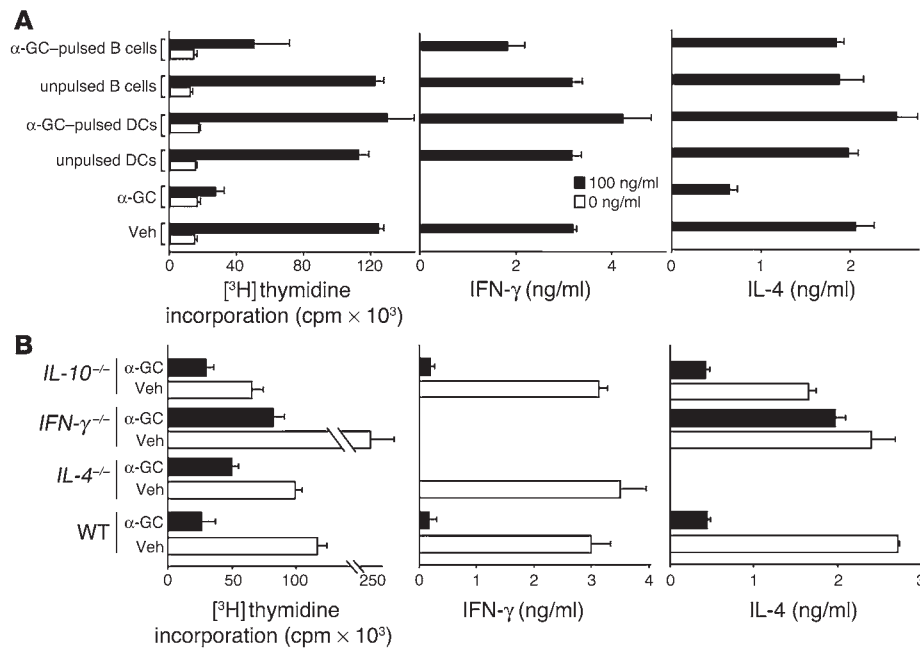 A
α-GC–pulsed B cells
unpulsed B cells
α-GC–pulsed DCs
unpulsed DCs
α-GC
Veh
100 ng/ml
0 ng/ml
0 40 80 120
0 2 4
0 1 2
[³H] thymidine
incorporation (cpm × 10³)
IFN-γ (ng/ml)
IL-4 (ng/ml)
B
IL-10⁻/⁻ α-GC
Veh
IFN-γ⁻/⁻ α-GC
Veh
IL-4⁻/⁻ α-GC
Veh
WT α-GC
Veh
0 50 100 250
0 1 2 3 4
0 1 2 3
[³H] thymidine
incorporation (cpm × 10³)
IFN-γ (ng/ml)
IL-4 (ng/ml)